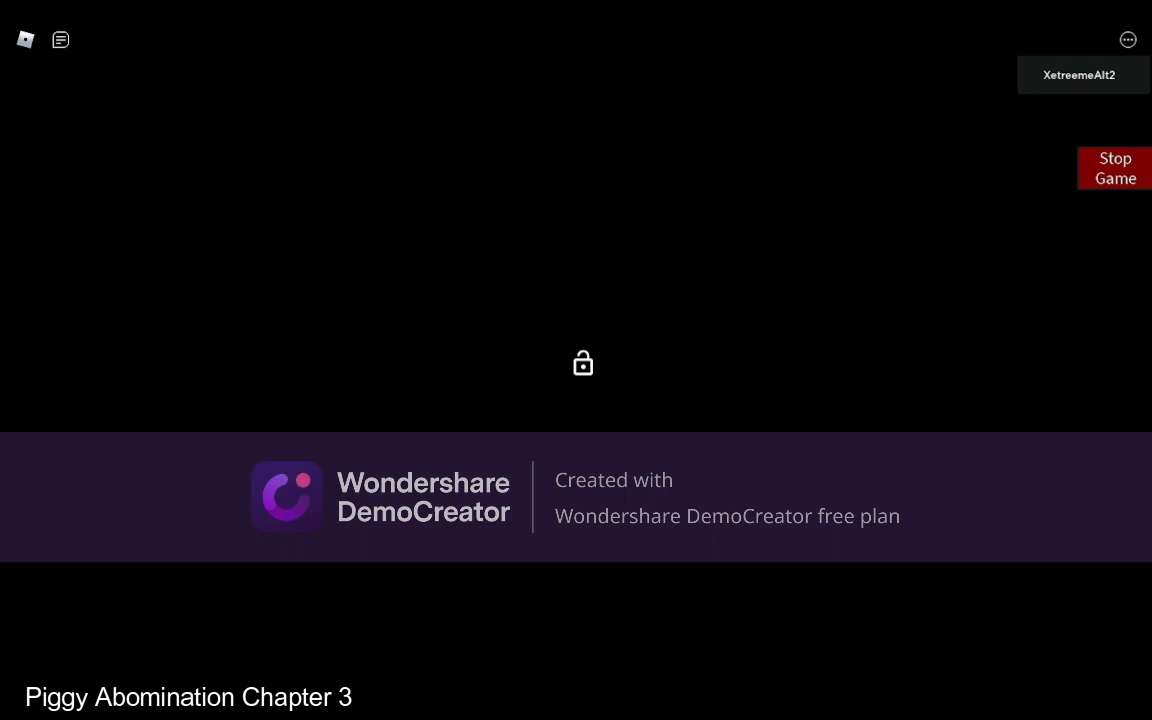 XetreemeAlt2
Stop
Game
Wondershare
DemoCreator
Created with
Wondershare DemoCreator free plan
Piggy Abomination Chapter 3